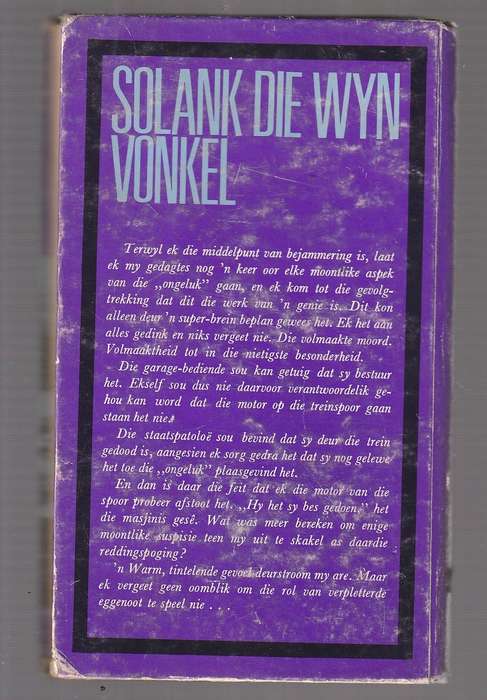 SOLANK DIE WYN
VONKEL
Terwyl ek die middelpunt van bejammering is, laat
ek my gedagtes nog 'n keer oor elke moontlike aspek
van die „ongeluk” gaan, en ek kom tot die gevolg-
trekking dat dit die werk van 'n genie is. Dit kon
alleen deur 'n super-brein beplan gewees het. Ek het aan
alles gedink en niks vergeet nie. Die volmaakte moord.
Volmaaktheid tot in die nietigste besonderheid.
Die garage-bediende sou kan getuig dat sy bestuur
het. Ekself sou dus nie daarvoor verantwoordelik ge-
hou kan word dat die motor op die treinspoor gaan
staan het nie.
Die staatspatoloë sou bevind dat sy deur die trein
gedood is, aangesien ek sorg gedra het dat sy nog gelewe
het toe die „ongeluk” plaasgevind het.
En dan is daar die feit dat ek die motor van die
spoor probeer afstoot het. „Hy het sy bes gedoen,” het
die masjinis gesê. Wat was meer bereken om enige
moontlike suspisie teen my uit te skakel as daardie
reddingspoging?
'n Warm, tintelende gevoel deurstroom my are. Maar
ek vergeet geen oomblik om die rol van verpletterde
eggenoot te speel nie . . .